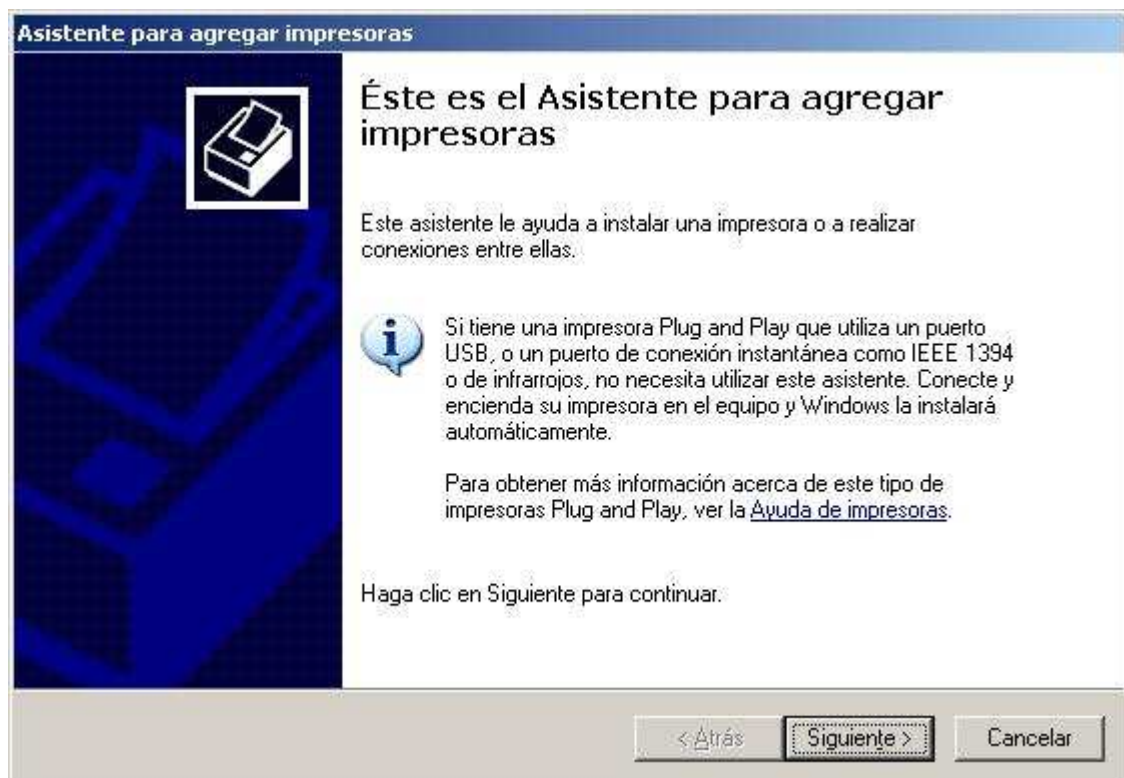 Asistente para agregar impresoras
Éste es el Asistente para agregar
impresoras
Este asistente le ayuda a instalar una impresora o a realizar
conexiones entre ellas.
Si tiene una impresora Plug and Play que utiliza un puerto
USB, o un puerto de conexión instantánea como IEEE 1394
o de infrarrojos, no necesita utilizar este asistente. Conecte y
encienda su impresora en el equipo y Windows la instalará
automáticamente.
Para obtener más información acerca de este tipo de
impresoras Plug and Play, ver la Ayuda de impresoras.
Haga clic en Siguiente para continuar.
< Atrás Siguiente > Cancelar